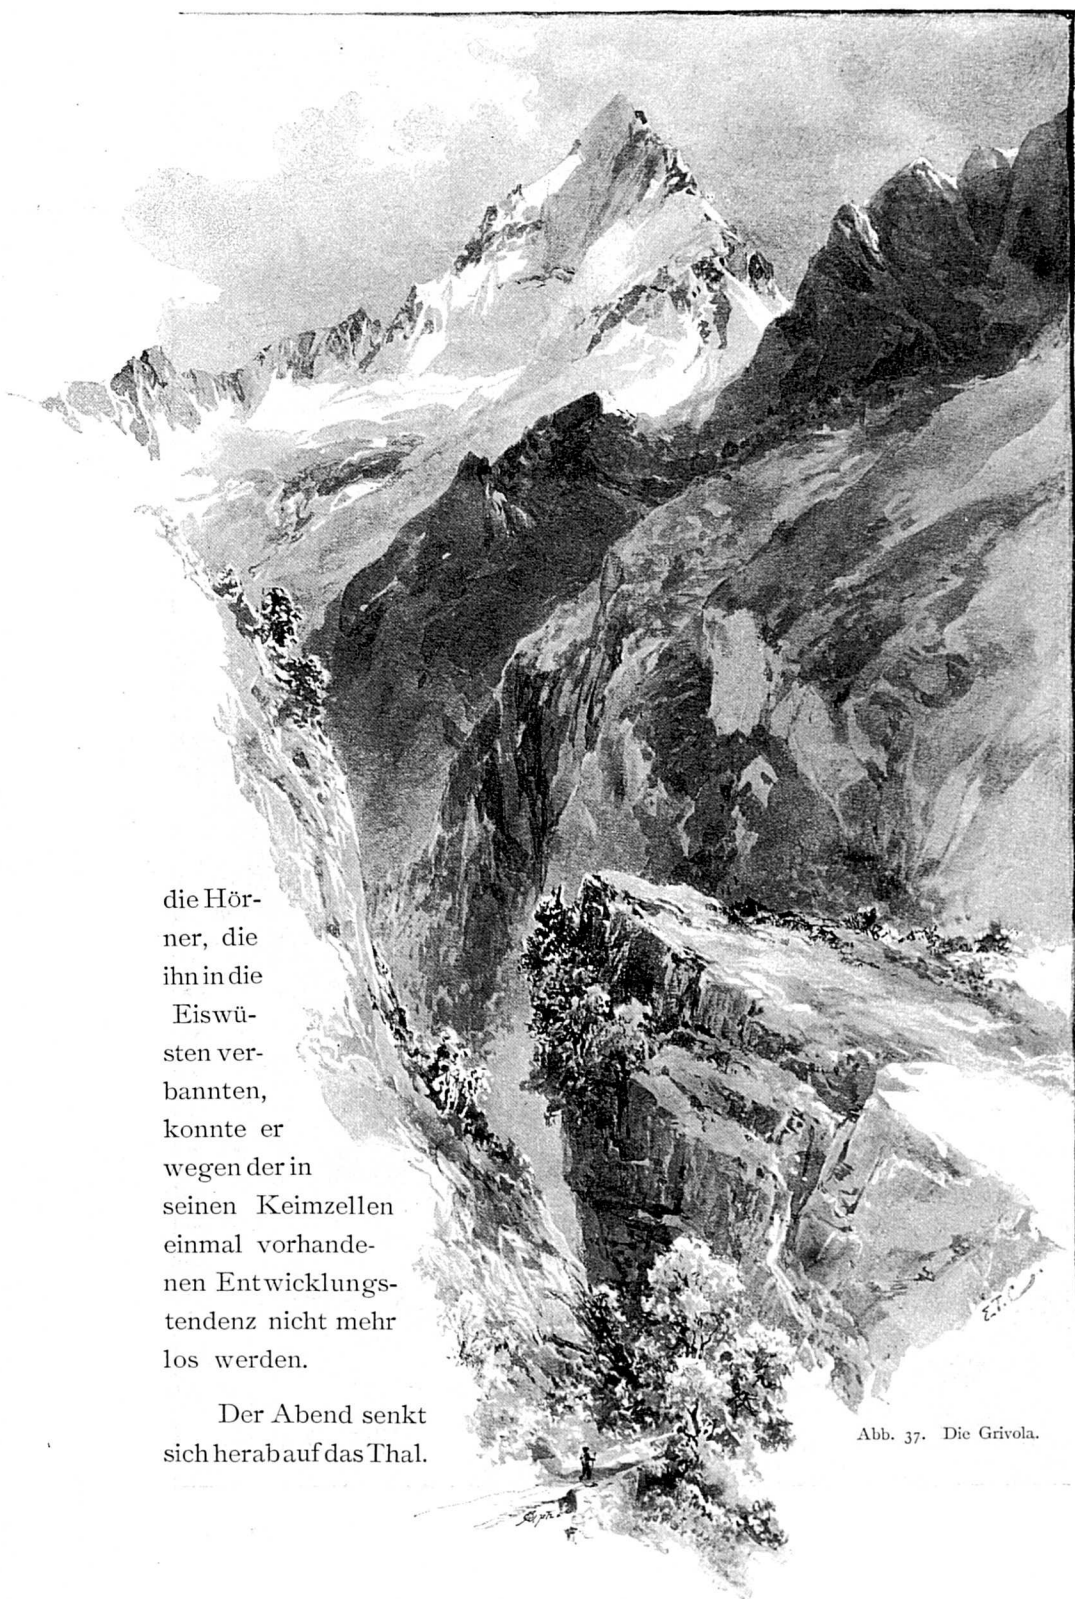 die Hör-
ner, die
ihn in die
Eiswü-
sten ver-
bannten,
konnte er
wegen der in
seinen Keimzellen
einmal vorhande-
nen Entwicklungs-
tendenz nicht mehr
los werden.
Der Abend senkt
sich herab auf das Thal.
E. T. C
Abb. 37. Die Grivola.